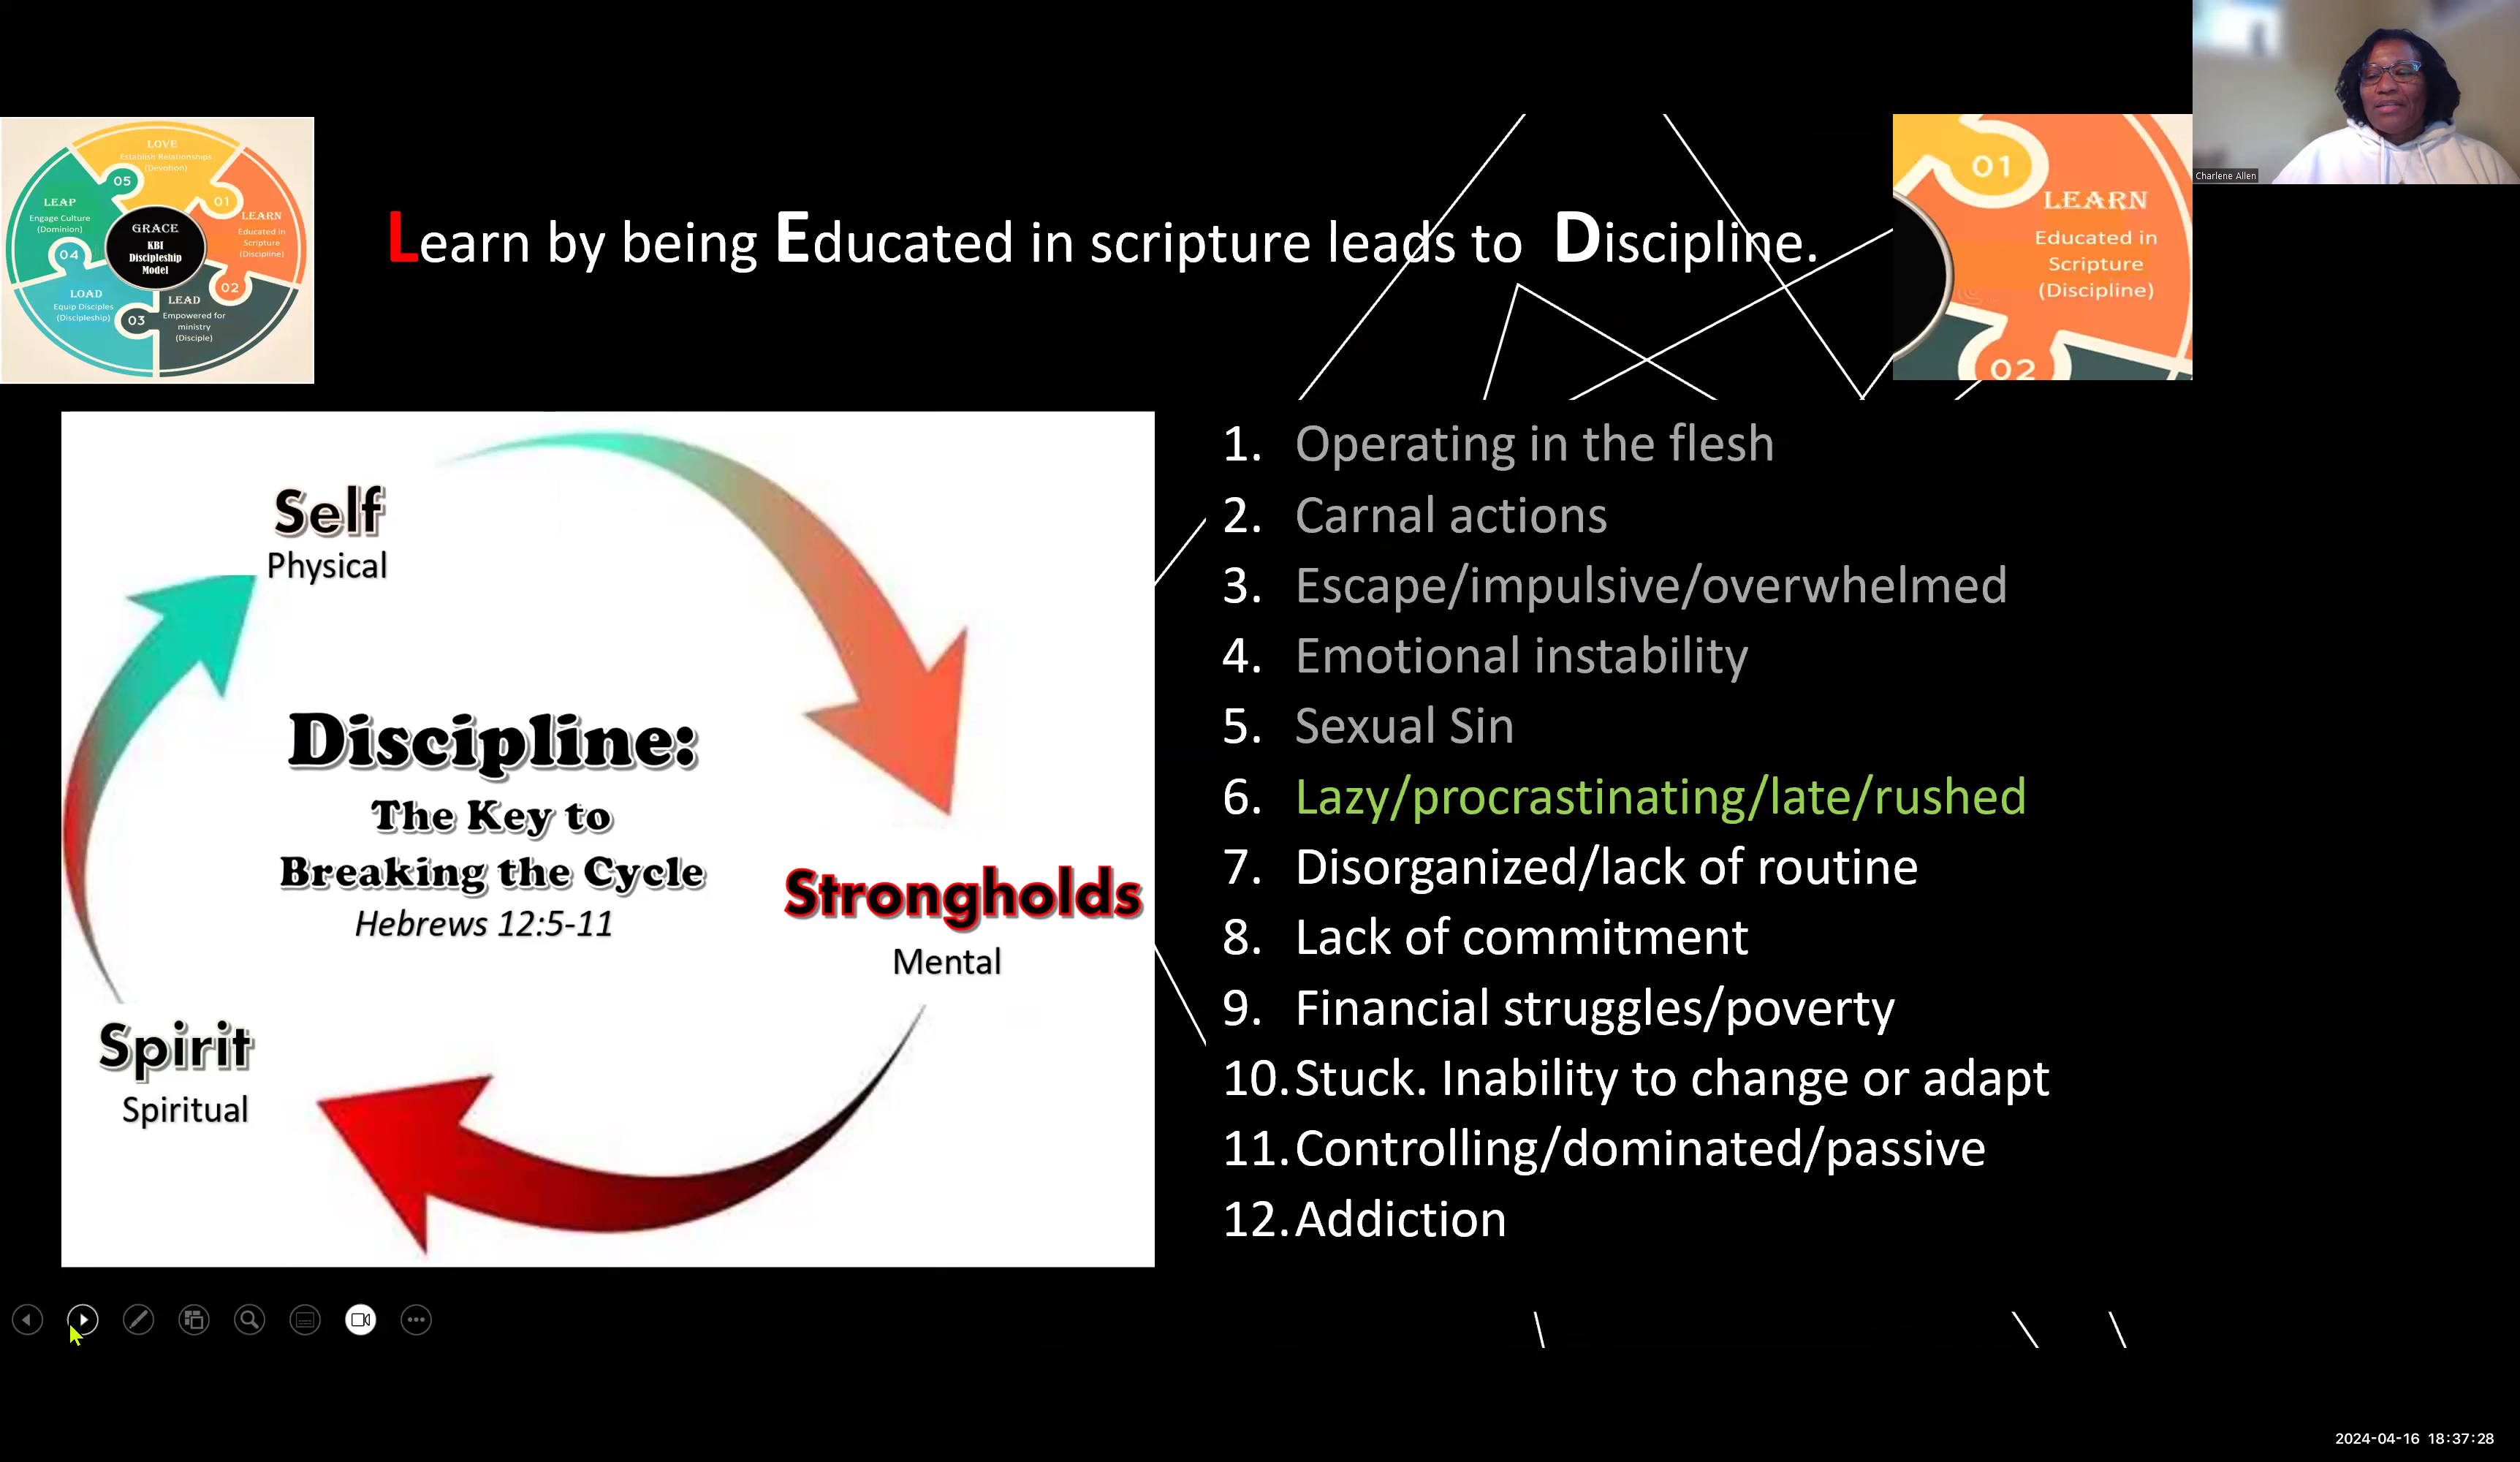 Charlene Allen
LOVE
Establish Relationships
(Devotion)
05
01
LEAP
Engage Culture
(Dominion)
LEARN
Educated in
Scripture
(Discipline)
GRACE
KBI
Discipleship
Model
04
02
LOAD
Equip Disciples
(Discipleship)
03
LEAD
Empowered for
ministry
(Disciple)
Learn by being Educated in scripture leads to Discipline.
01
LEARN
Educated in
Scripture
(Discipline)
02
Self
Physical
Discipline:
The Key to
Breaking the Cycle
Hebrews 12:5-11
Strongholds
Mental
Spirit
Spiritual
1. Operating in the flesh
2. Carnal actions
3. Escape/impulsive/overwhelmed
4. Emotional instability
5. Sexual Sin
6. Lazy/procrastinating/late/rushed
7. Disorganized/lack of routine
8. Lack of commitment
9. Financial struggles/poverty
10. Stuck. Inability to change or adapt
11. Controlling/dominated/passive
12. Addiction
2024-04-16 18:37:28